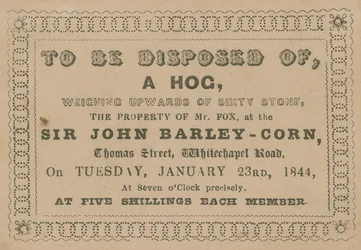 TO BE DISPOSED OF,
A HOG,
WEIGHING UPWARDS OF SIXTY STONE,
THE PROPERTY OF Mr. FOX, at the
SIR JOHN BARLEY-CORN,
Thomas Street, Whitechapel Road,
On TUESDAY, JANUARY 23RD, 1844,
At Seven o'Clock precisely.
AT FIVE SHILLINGS EACH MEMBER.